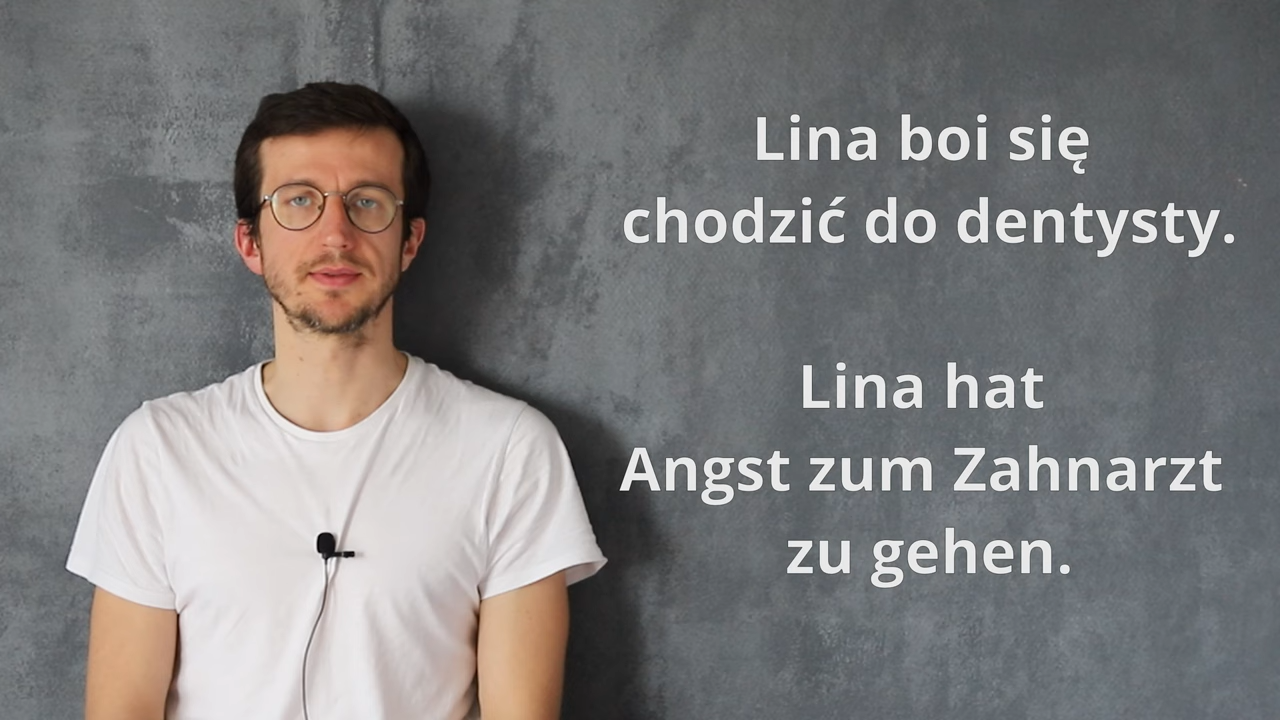 Lina boi się
chodzić do dentysty.
Lina hat
Angst zum Zahnarzt
zu gehen.